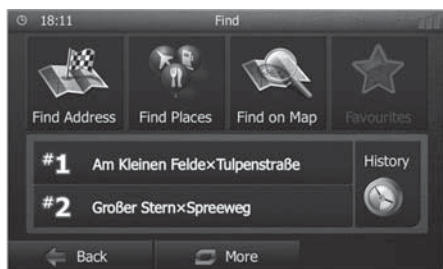 18:11 Find
Find Address Find Places Find on Map Favourites
#1 Am Kleinen Felde×Tulpenstraße History
#2 Großer Stern×Spreeweg
Back More